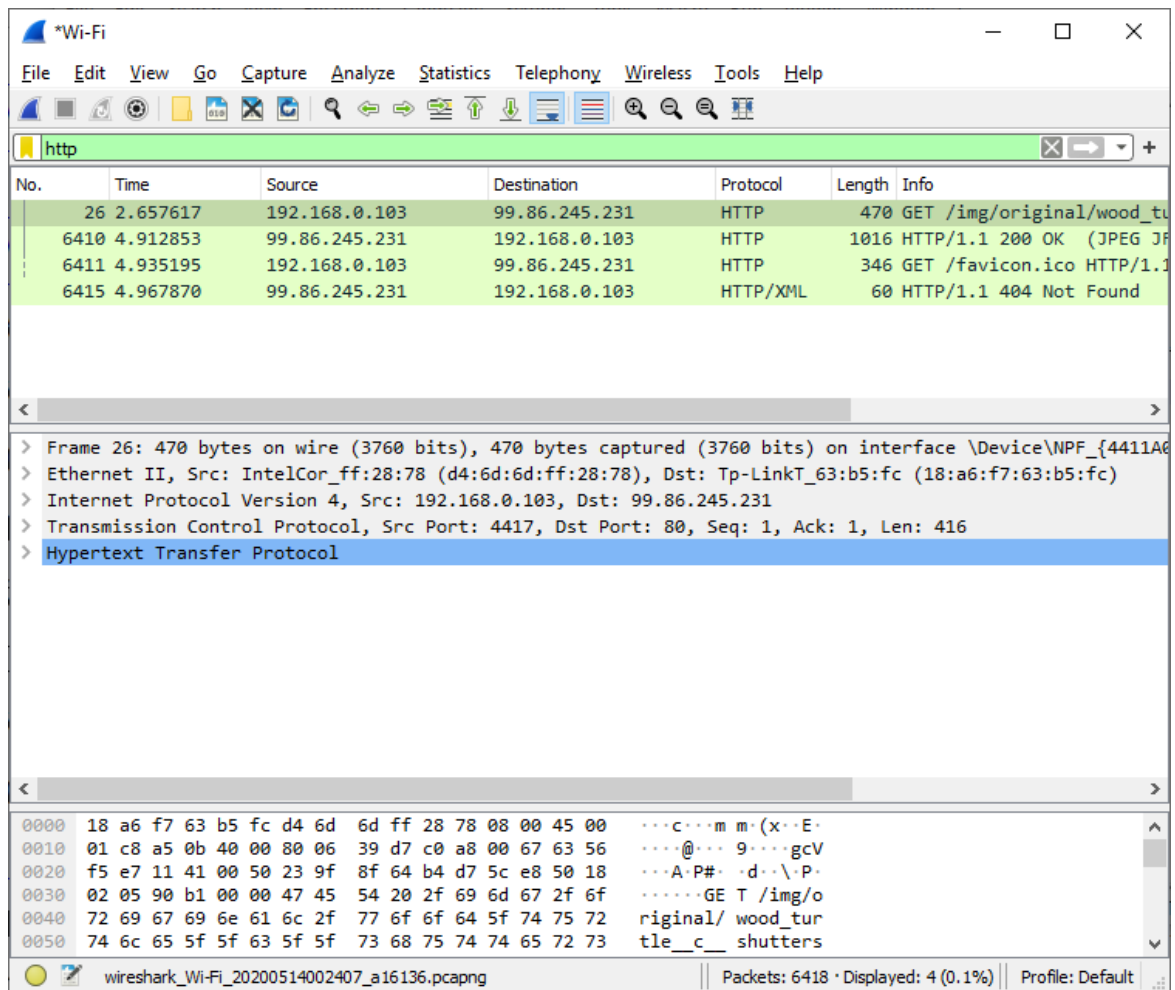 *Wi-Fi
File Edit View Go Capture Analyze Statistics Telephony Wireless Tools Help
http
No. Time Source Destination Protocol Length Info
26 2.657617 192.168.0.103 99.86.245.231 HTTP 470 GET /img/original/wood_tu
6410 4.912853 99.86.245.231 192.168.0.103 HTTP 1016 HTTP/1.1 200 OK (JPEG JF
6411 4.935195 192.168.0.103 99.86.245.231 HTTP 346 GET /favicon.ico HTTP/1.1
6415 4.967870 99.86.245.231 192.168.0.103 HTTP/XML 60 HTTP/1.1 404 Not Found
Frame 26: 470 bytes on wire (3760 bits), 470 bytes captured (3760 bits) on interface \Device\NPF_{4411A0
Ethernet II, Src: IntelCor_ff:28:78 (d4:6d:6d:ff:28:78), Dst: Tp-LinkT_63:b5:fc (18:a6:f7:63:b5:fc)
Internet Protocol Version 4, Src: 192.168.0.103, Dst: 99.86.245.231
Transmission Control Protocol, Src Port: 4417, Dst Port: 80, Seq: 1, Ack: 1, Len: 416
Hypertext Transfer Protocol
0000 18 a6 f7 63 b5 fc d4 6d 6d ff 28 78 08 00 45 00 ···c···m m·(x··E·
0010 01 c8 a5 0b 40 00 80 06 39 d7 c0 a8 00 67 63 56 ····@··· 9····gcV
0020 f5 e7 11 41 00 50 23 9f 8f 64 b4 d7 5c e8 50 18 ···A·P#· ·d··\·P·
0030 02 05 90 b1 00 00 47 45 54 20 2f 69 6d 67 2f 6f ······GE T /img/o
0040 72 69 67 69 6e 61 6c 2f 77 6f 6f 64 5f 74 75 72 riginal/ wood_tur
0050 74 6c 65 5f 5f 63 5f 5f 73 68 75 74 74 65 72 73 tle__c__ shutters
wireshark_Wi-Fi_20200514002407_a16136.pcapng Packets: 6418 · Displayed: 4 (0.1%) Profile: Default